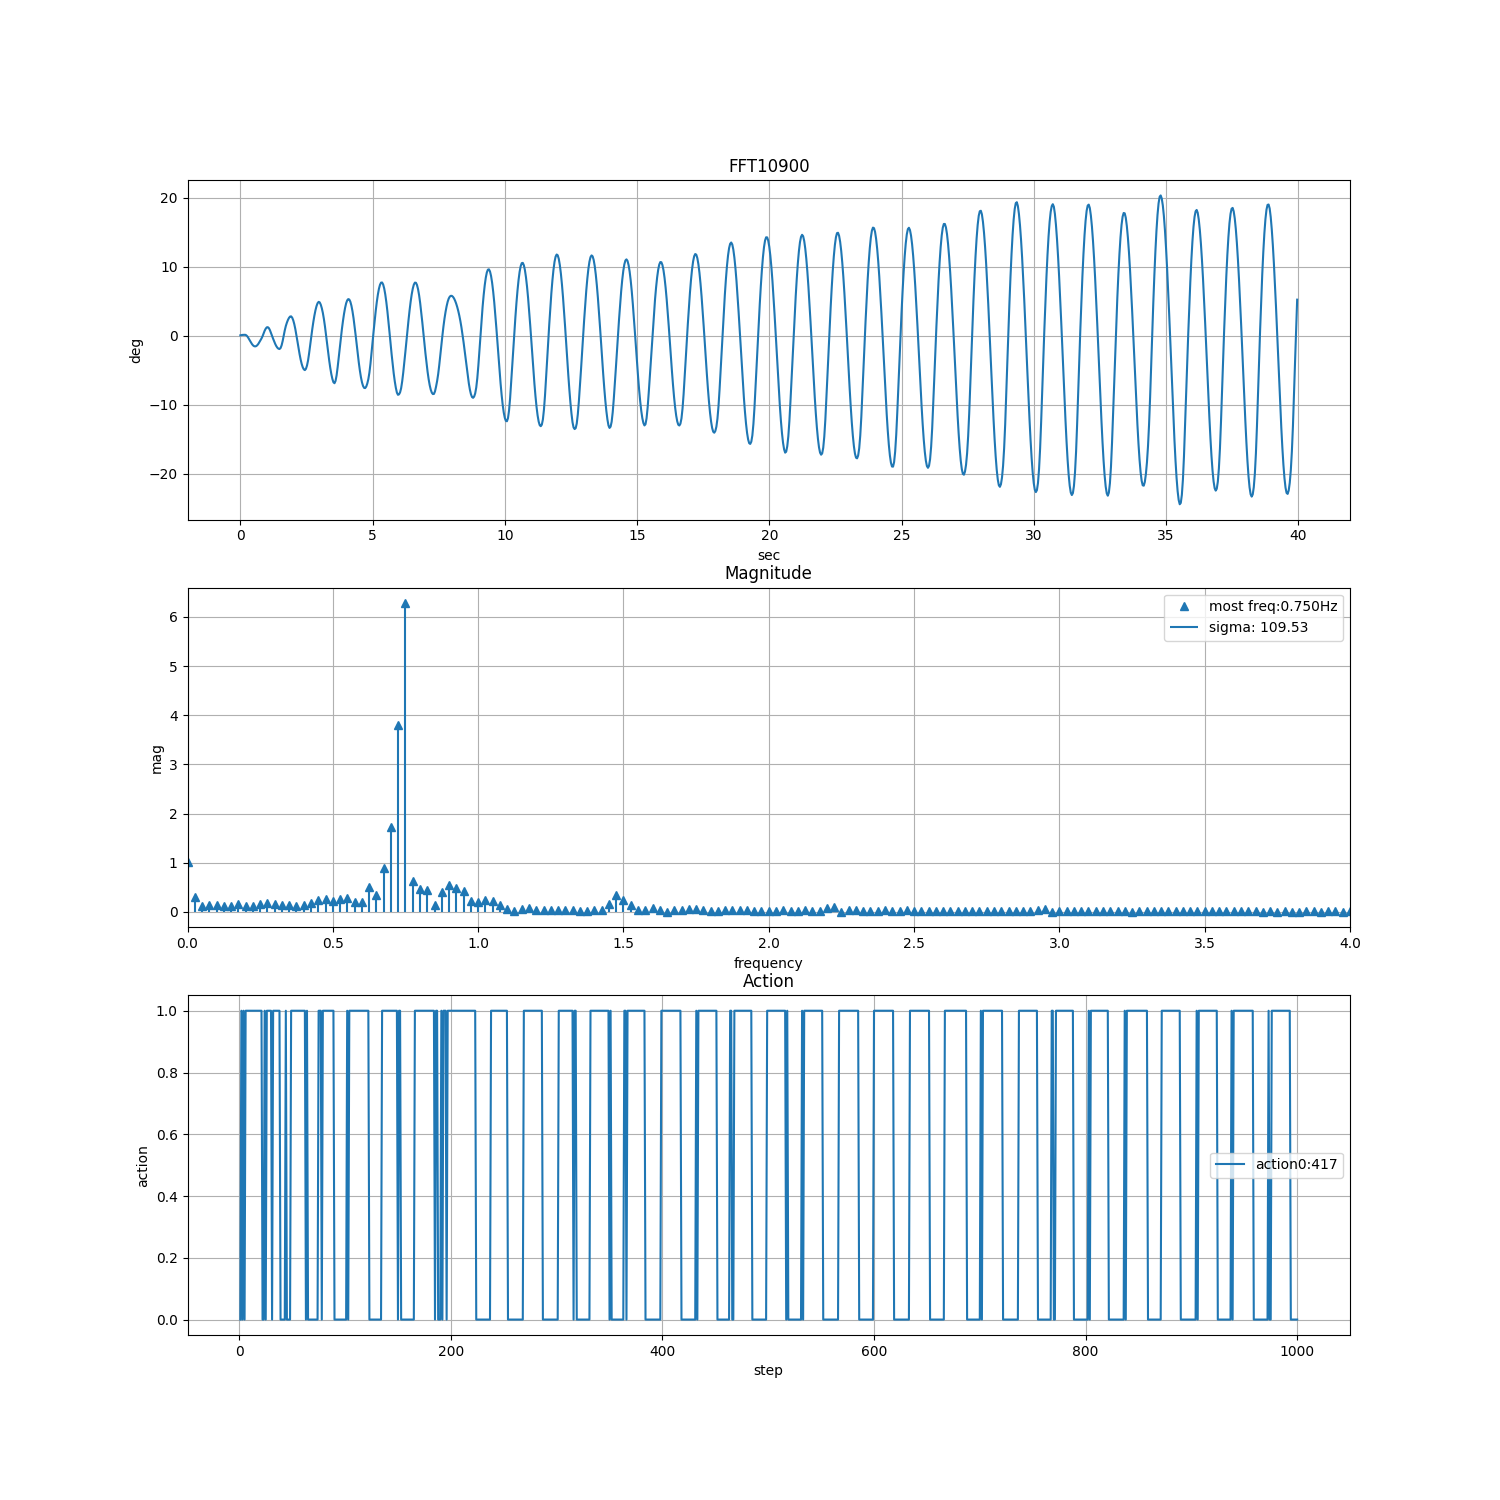 FFT10900
20
10
0
−10
−20
deg
0 5 10 15 20 25 30 35 40
sec
Magnitude
most freq:0.750Hz
sigma: 109.53
6
5
4
3
2
1
0
mag
0.0 0.5 1.0 1.5 2.0 2.5 3.0 3.5 4.0
frequency
Action
1.0
0.8
0.6
0.4
0.2
0.0
action
action0:417
0 200 400 600 800 1000
step